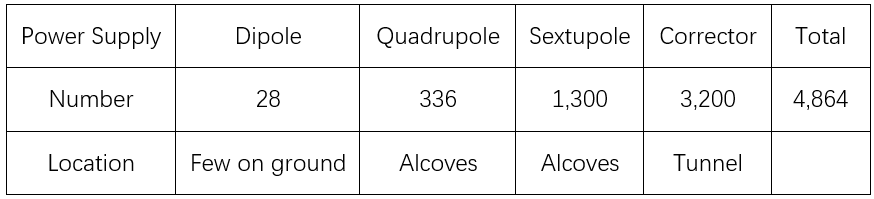 Power Supply Dipole Quadrupole Sextupole Corrector Total
Number 28 336 1,300 3,200 4,864
Location Few on ground Alcoves Alcoves Tunnel